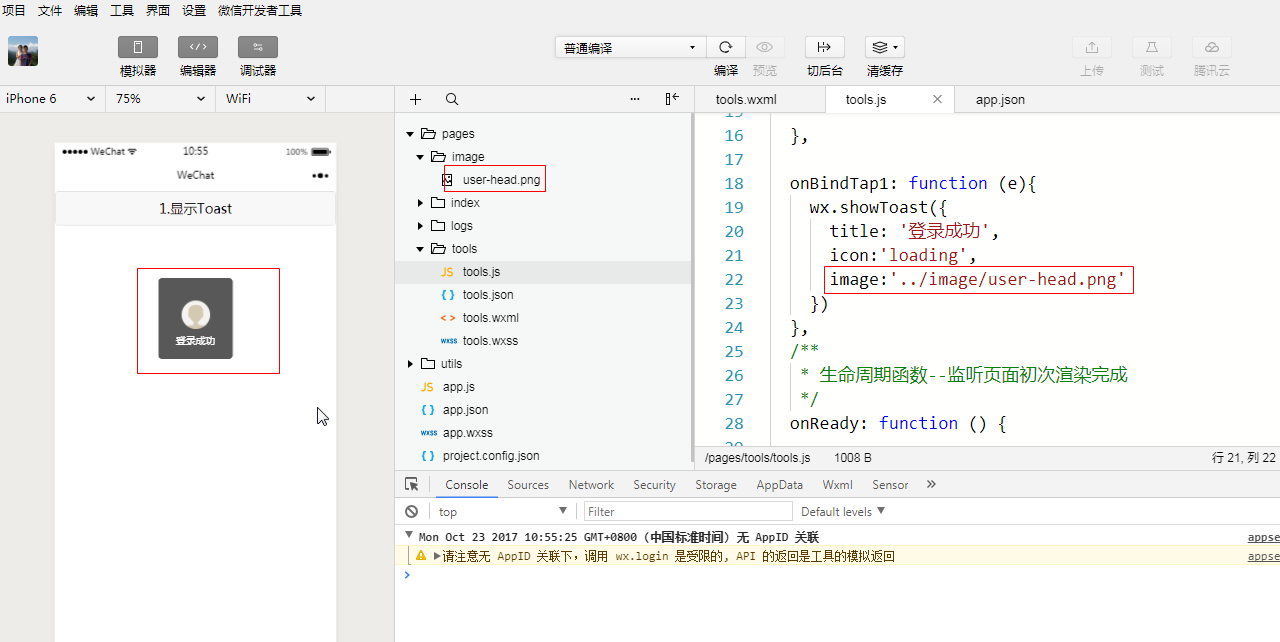 项目 文件 编辑 工具 界面 设置 微信开发者工具
模拟器 编辑器 调试器
普通编译
编译 预览 切后台 清缓存
上传 测试 腾讯云
iPhone 6 75% WiFi
WeChat 10:55 100%
WeChat
1.显示Toast
登录成功
pages
image
user-head.png
index
logs
tools
JS tools.js
{ } tools.json
< > tools.wxml
wxss tools.wxss
utils
JS app.js
{ } app.json
wxss app.wxss
{ } project.config.json
tools.wxml tools.js app.json
15
16 },
17
18 onBindTap1: function (e){
19 wx.showToast({
20 title: '登录成功',
21 icon:'loading',
22 image:'../image/user-head.png'
23 })
24 },
25 /**
26 * 生命周期函数--监听页面初次渲染完成
27 */
28 onReady: function () {
29
/pages/tools/tools.js 1008 B 行 21, 列 22
Console Sources Network Security Storage AppData Wxml Sensor »
top Filter Default levels
Mon Oct 23 2017 10:55:25 GMT+0800 (中国标准时间) 无 AppID 关联 appse
请注意无 AppID 关联下，调用 wx.login 是受限的, API 的返回是工具的模拟返回 appse